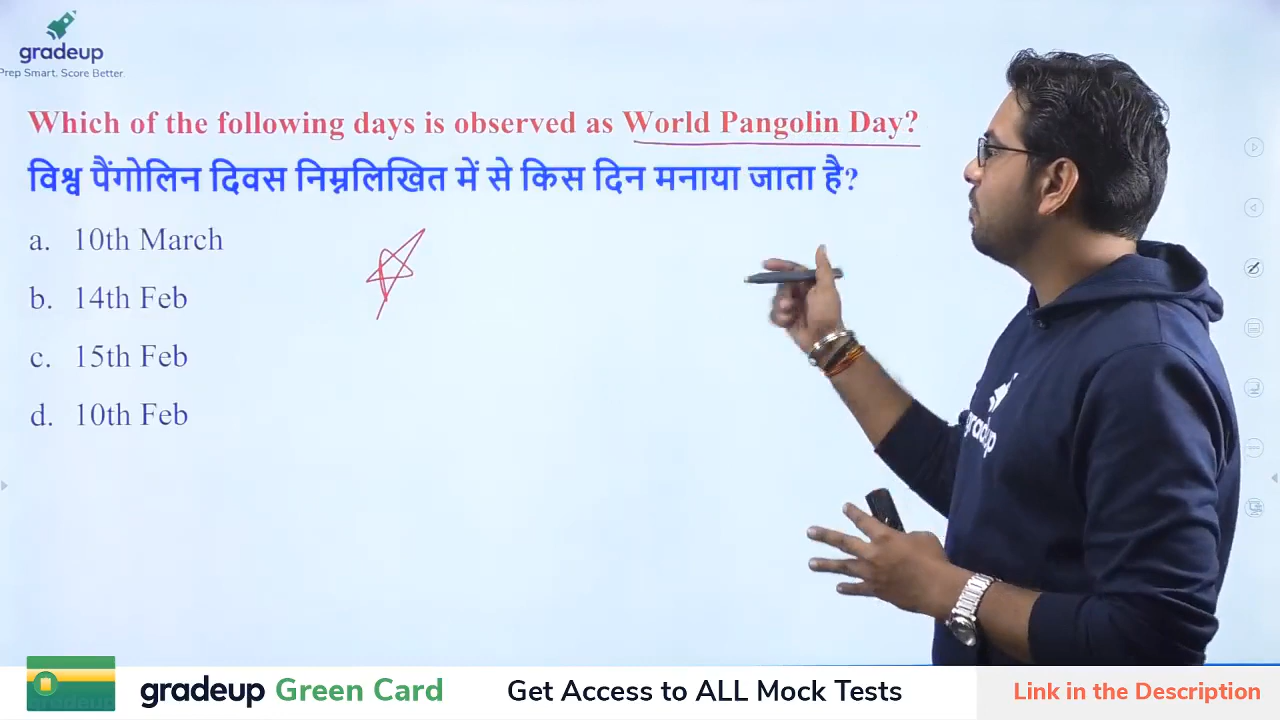 gradeup
Prep Smart. Score Better
Which of the following days is observed as World Pangolin Day?
विश्व पैंगोलिन दिवस निम्नलिखित में से किस दिन मनाया जाता है?
a. 10th March
b. 14th Feb
c. 15th Feb
d. 10th Feb
gradeup
gradeup Green Card
Get Access to ALL Mock Tests
Link in the Description